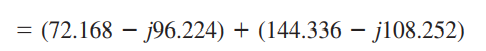 = (72.168 − j96.224) + (144.336 − j108.252)